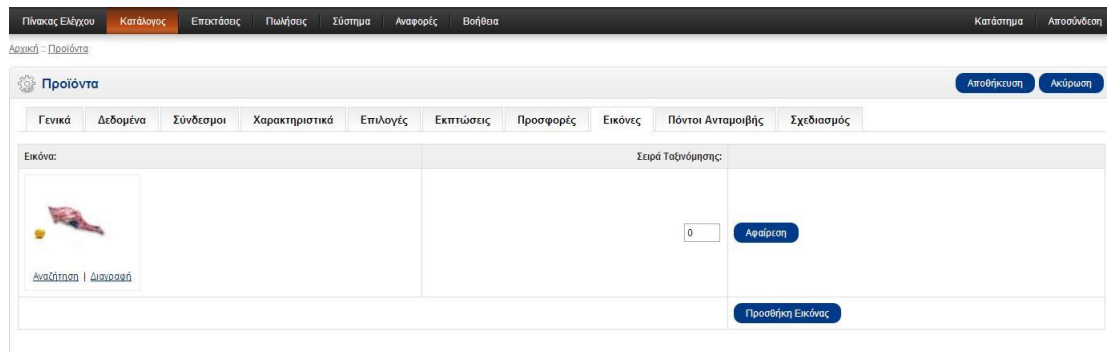 Πίνακας Ελέγχου Κατάλογος Επεκτάσεις Πωλήσεις Σύστημα Αναφορές Βοήθεια Κατάστημα Αποσύνδεση
Αρχική :: Προϊόντα
Προϊόντα Αποθήκευση Ακύρωση
Γενικά Δεδομένα Σύνδεσμοι Χαρακτηριστικά Επιλογές Εκπτώσεις Προσφορές Εικόνες Πόντοι Ανταμοιβής Σχεδιασμός
Εικόνα: Σειρά Ταξινόμησης:
0 Αφαίρεση
Αναζήτηση | Διαγραφή
Προσθήκη Εικόνας